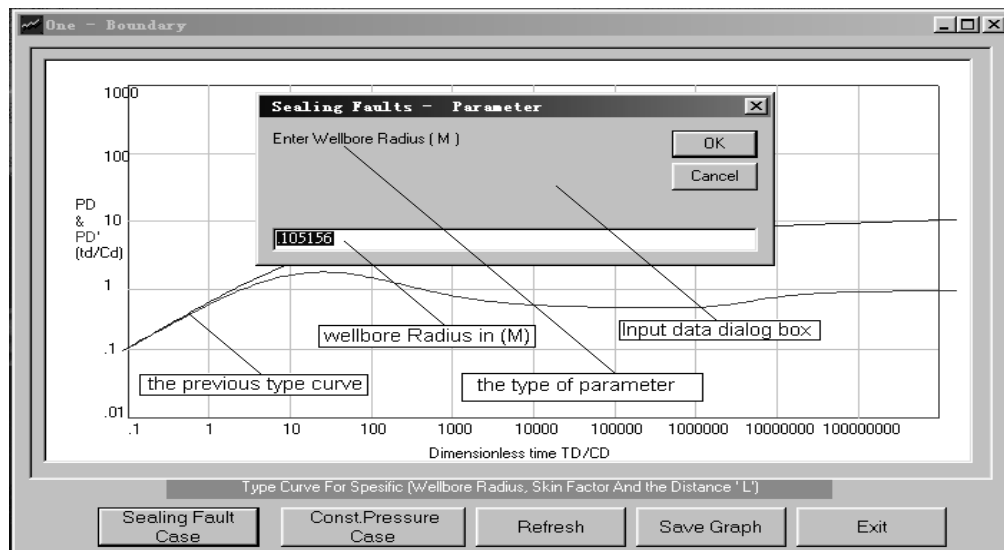 One - Boundary
1000
100
10
1
.1
.01
PD
&
PD'
(td/Cd)
Sealing Faults - Parameter
Enter Wellbore Radius ( M )
OK
Cancel
.105156
wellbore Radius in (M)
Input data dialog box
the previous type curve
the type of parameter
.1 1 10 100 1000 10000 100000 1000000 10000000 100000000
Dimensionless time TD/CD
Type Curve For Spesific (Wellbore Radius, Skin Factor And the Distance ' L')
Sealing Fault
Case
Const.Pressure
Case
Refresh
Save Graph
Exit